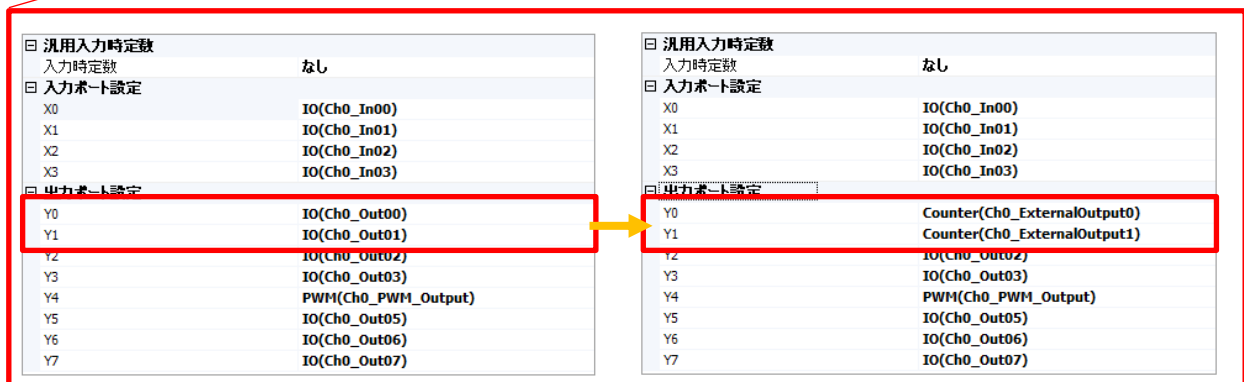 汎用入力時定数
入力時定数 なし
入力ポート設定
X0 IO(Ch0_In00)
X1 IO(Ch0_In01)
X2 IO(Ch0_In02)
X3 IO(Ch0_In03)
出力ポート設定
Y0 IO(Ch0_Out00)
Y1 IO(Ch0_Out01)
Y2 IO(Ch0_Out02)
Y3 IO(Ch0_Out03)
Y4 PWM(Ch0_PWM_Output)
Y5 IO(Ch0_Out05)
Y6 IO(Ch0_Out06)
Y7 IO(Ch0_Out07)
汎用入力時定数
入力時定数 なし
入力ポート設定
X0 IO(Ch0_In00)
X1 IO(Ch0_In01)
X2 IO(Ch0_In02)
X3 IO(Ch0_In03)
出力ポート設定
Y0 Counter(Ch0_ExternalOutput0)
Y1 Counter(Ch0_ExternalOutput1)
Y2 IO(Ch0_Out02)
Y3 IO(Ch0_Out03)
Y4 PWM(Ch0_PWM_Output)
Y5 IO(Ch0_Out05)
Y6 IO(Ch0_Out06)
Y7 IO(Ch0_Out07)